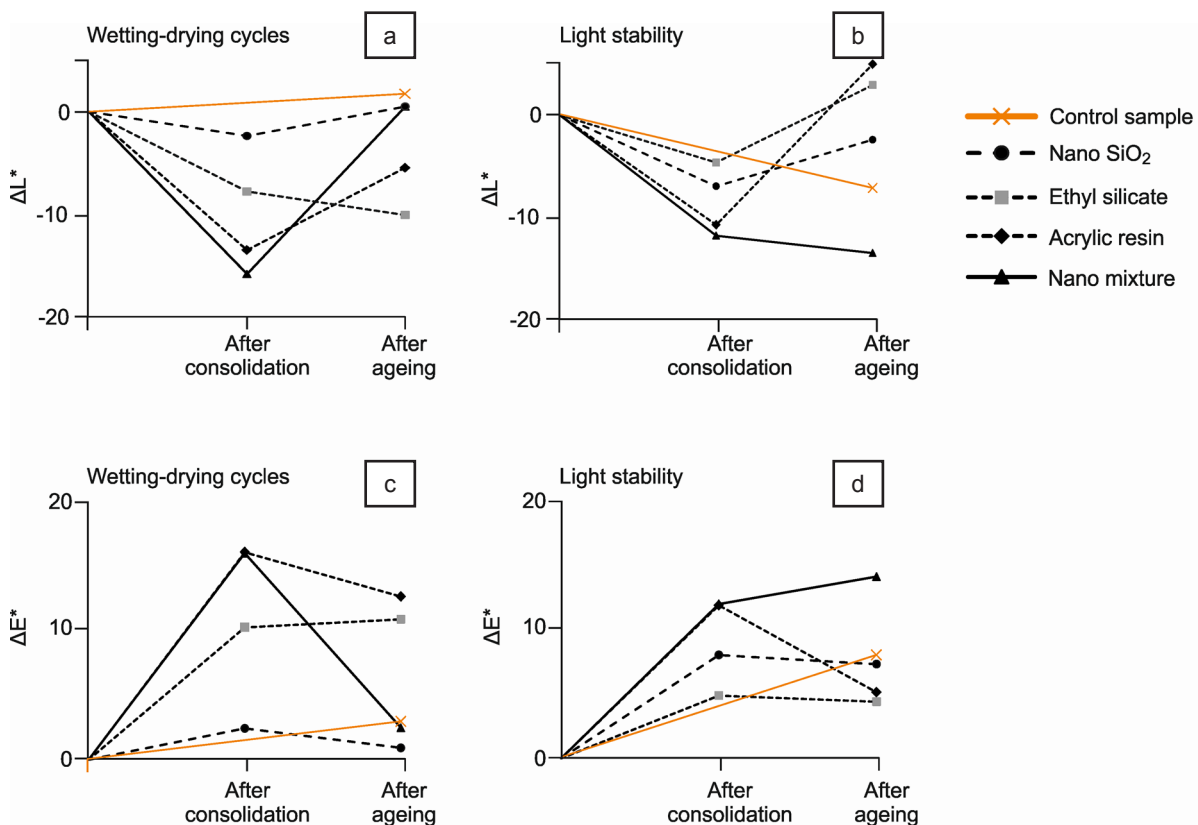 Wetting-drying cycles
a
0
-10
-20
ΔL*
After
consolidation
After
ageing
Light stability
b
0
-10
-20
ΔL*
After
consolidation
After
ageing
Control sample
Nano SiO₂
Ethyl silicate
Acrylic resin
Nano mixture
Wetting-drying cycles
c
20
10
0
ΔE*
After
consolidation
After
ageing
Light stability
d
20
10
0
ΔE*
After
consolidation
After
ageing